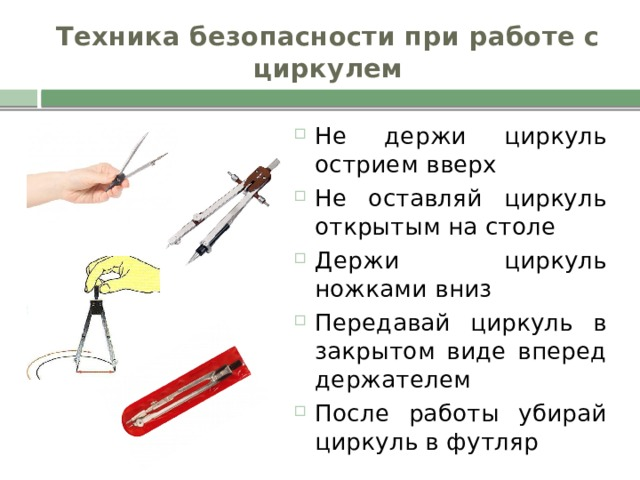 Техника безопасности при работе с
циркулем
Не держи циркуль
острием вверх
Не оставляй циркуль
открытым на столе
Держи циркуль
ножками вниз
Передавай циркуль в
закрытом виде вперед
держателем
После работы убирай
циркуль в футляр